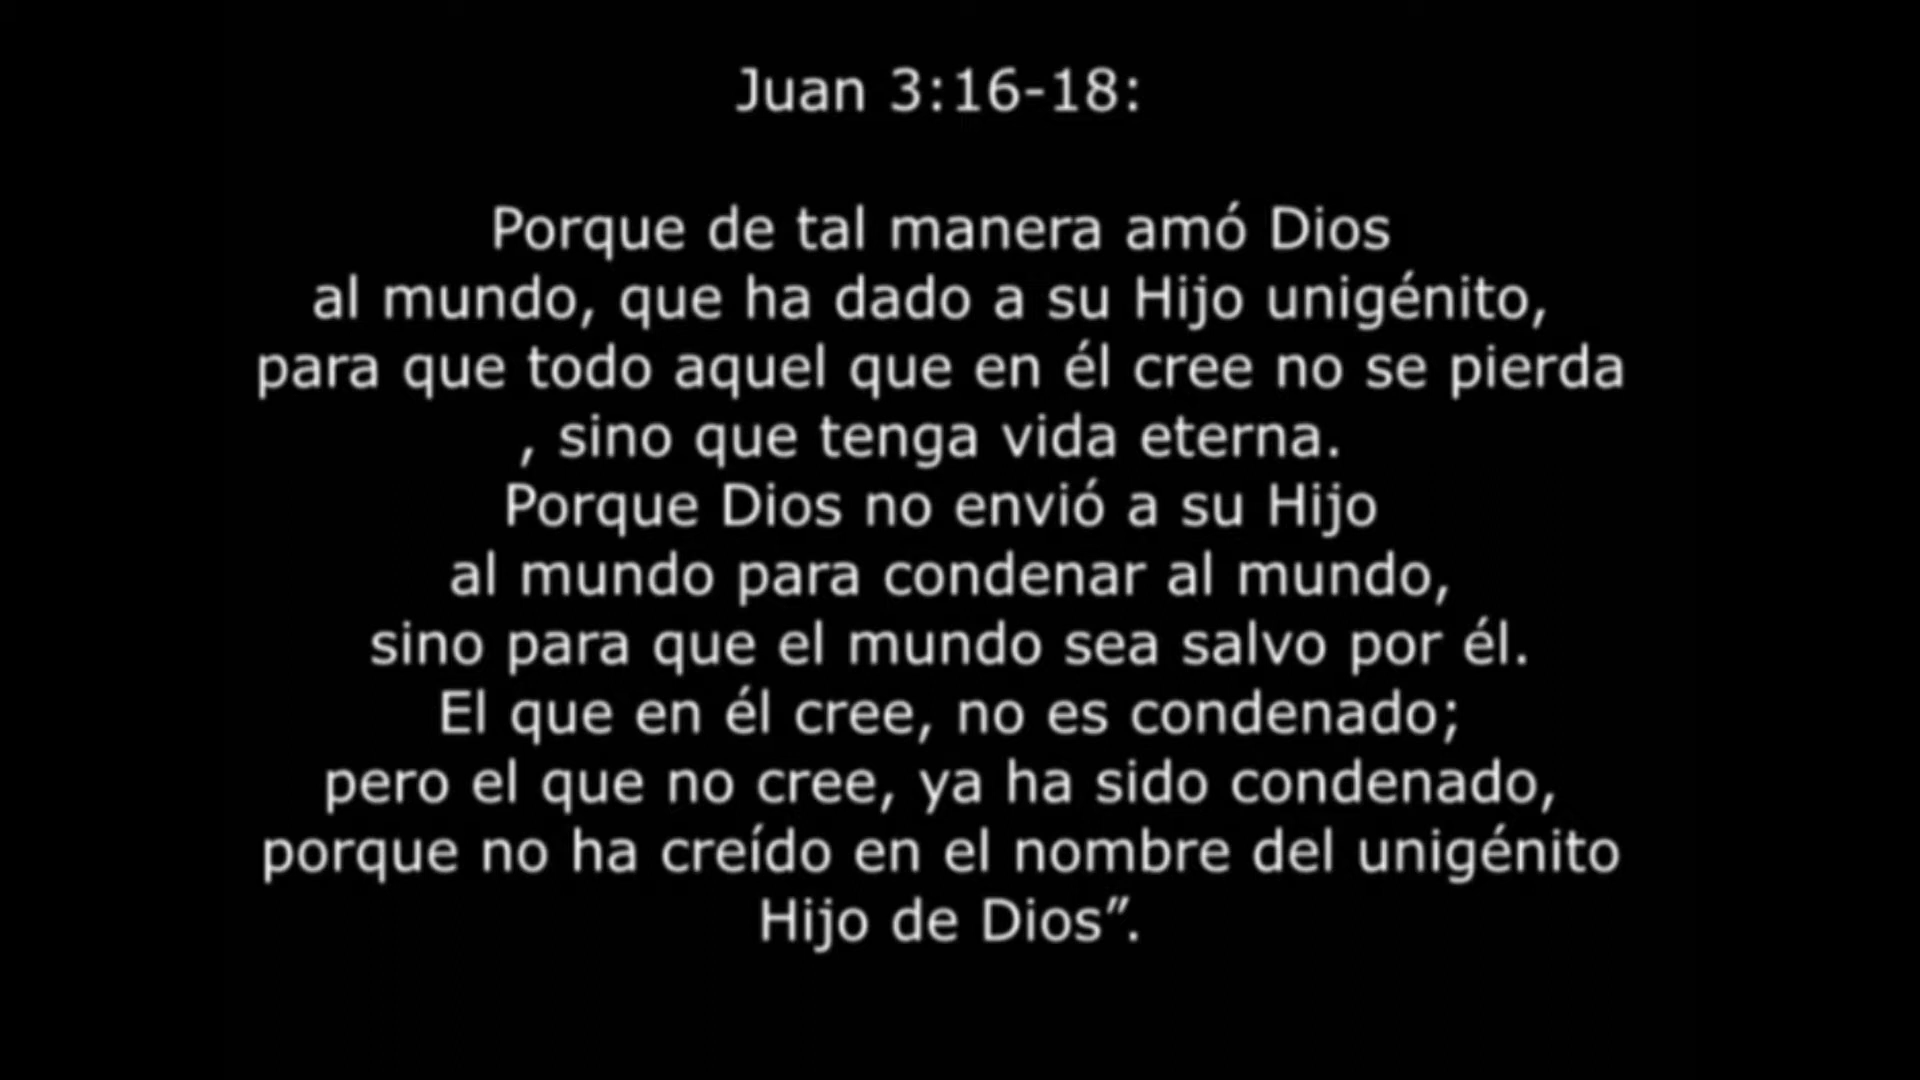 Juan 3:16-18:
Porque de tal manera amó Dios
al mundo, que ha dado a su Hijo unigénito,
para que todo aquel que en él cree no se pierda
, sino que tenga vida eterna.
Porque Dios no envió a su Hijo
al mundo para condenar al mundo,
sino para que el mundo sea salvo por él.
El que en él cree, no es condenado;
pero el que no cree, ya ha sido condenado,
porque no ha creído en el nombre del unigénito
Hijo de Dios”.